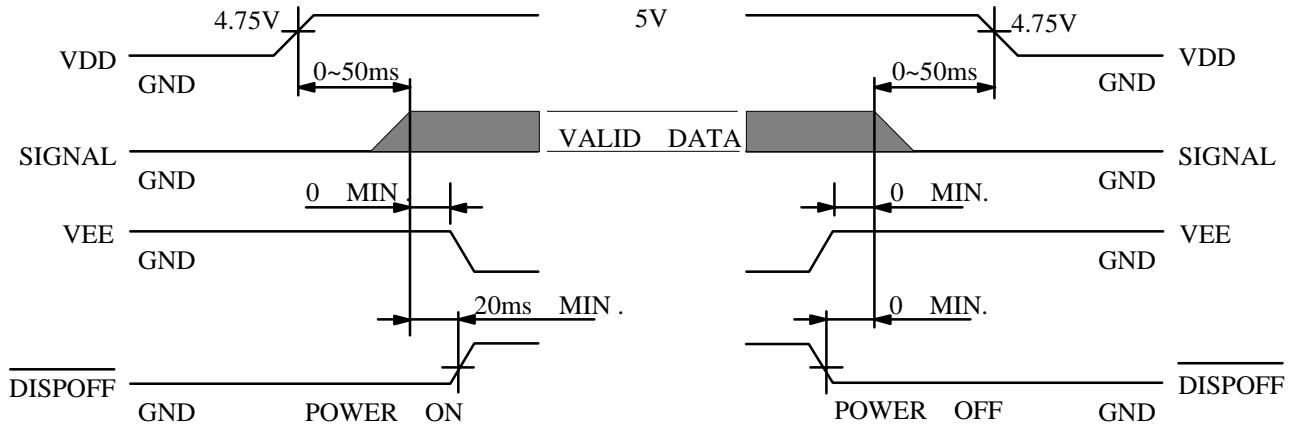 4.75V 5V 4.75V
VDD 0~50ms 0~50ms VDD
GND GND
VALID DATA
SIGNAL SIGNAL
GND GND
0 MIN. 0 MIN.
VEE VEE
GND GND
20ms MIN. 0 MIN.
DISPOFF DISPOFF
GND POWER ON POWER OFF GND